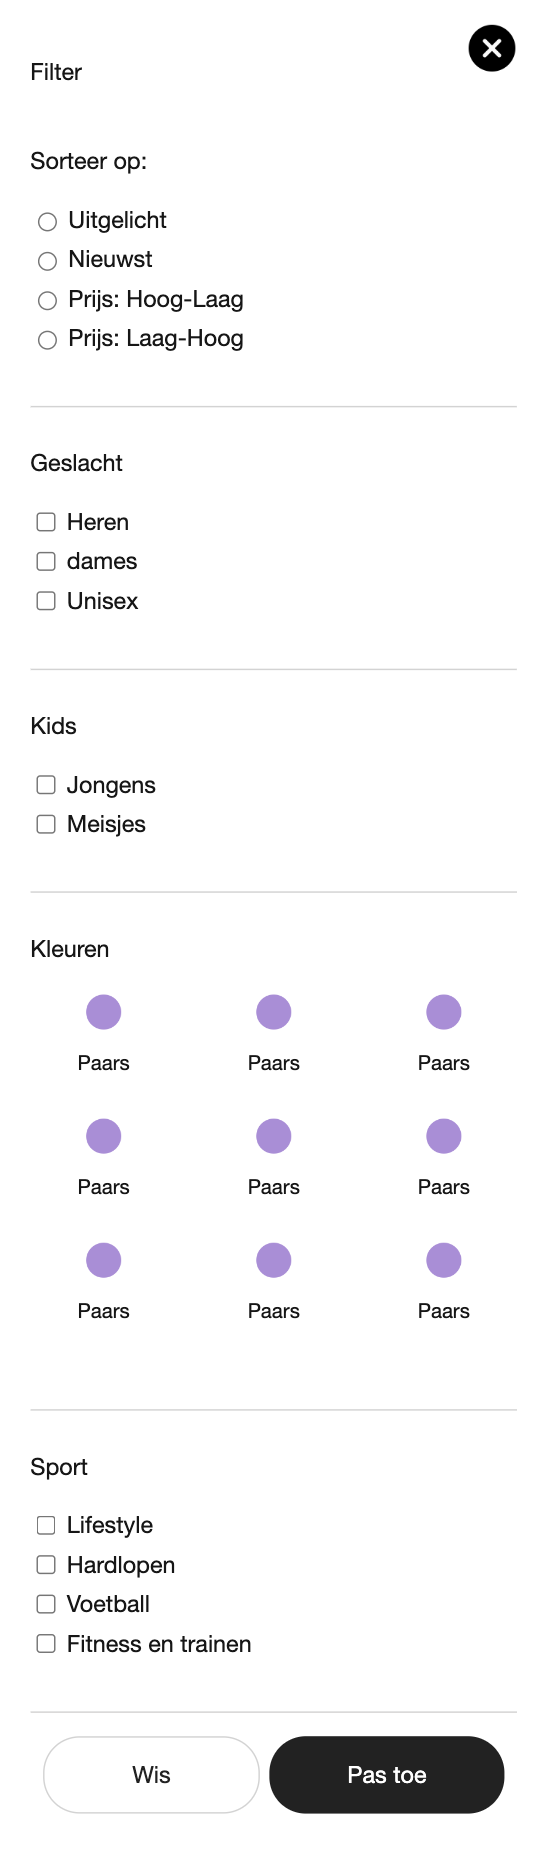 Filter
Sorteer op:
Uitgelicht
Nieuwst
Prijs: Hoog-Laag
Prijs: Laag-Hoog
Geslacht
Heren
dames
Unisex
Kids
Jongens
Meisjes
Kleuren
Paars Paars Paars
Paars Paars Paars
Paars Paars Paars
Sport
Lifestyle
Hardlopen
Voetball
Fitness en trainen
Wis Pas toe